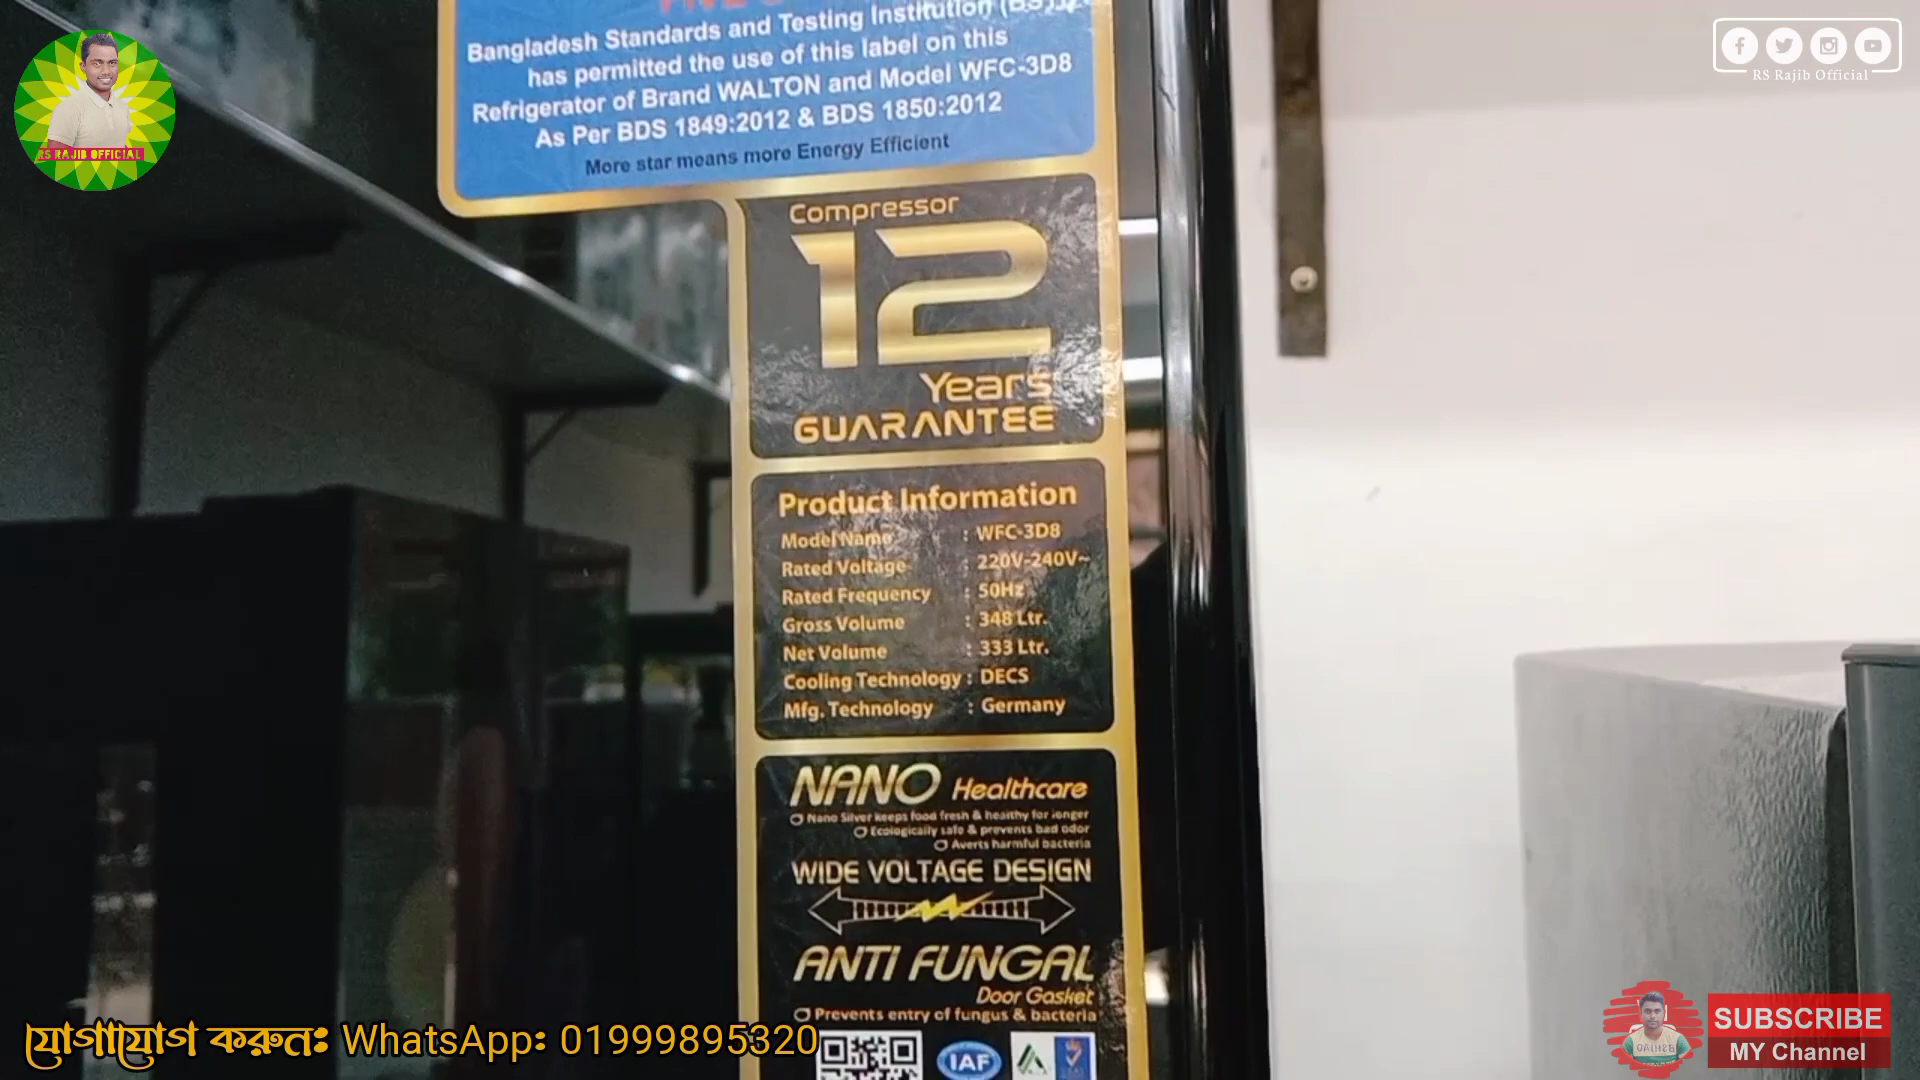 Bangladesh Standards and Testing Institution
has permitted the use of this label on this
Refrigerator of Brand WALTON and Model WFC-3D8
As Per BDS 1849:2012 & BDS 1850:2012
More star means more Energy Efficient
Compressor
12
Years
GUARANTEE
Product Information
Model Name : WFC-3D8
Rated Voltage : 220V-240V~
Rated Frequency : 50Hz
Gross Volume : 348 Ltr.
Net Volume : 333 Ltr.
Cooling Technology : DECS
Mfg. Technology : Germany
NANO Healthcare
Nano Silver keeps food fresh & healthy for longer
Ecologically safe & prevents bad odor
Averts harmful bacteria
WIDE VOLTAGE DESIGN
ANTI FUNGAL
Door Gasket
Prevents entry of fungus & bacteria
IAF
RS RAJIB OFFICIAL
RS Rajib Official
যোগাযোগ করুনঃ WhatsApp: 01999895320
SUBSCRIBE
MY Channel